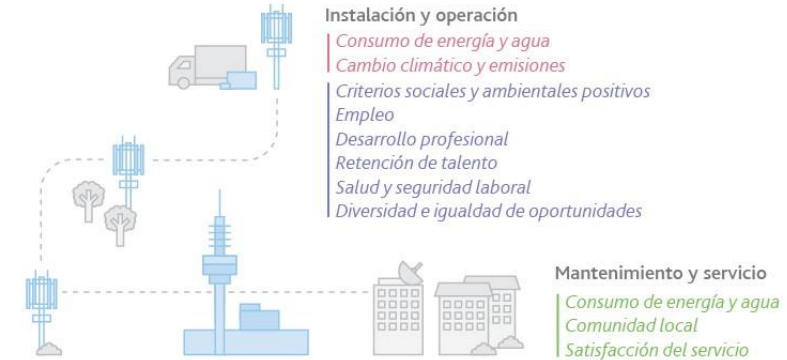 Instalación y operación
Consumo de energía y agua
Cambio climático y emisiones
Criterios sociales y ambientales positivos
Empleo
Desarrollo profesional
Retención de talento
Salud y seguridad laboral
Diversidad e igualdad de oportunidades
Mantenimiento y servicio
Consumo de energía y agua
Comunidad local
Satisfacción del servicio